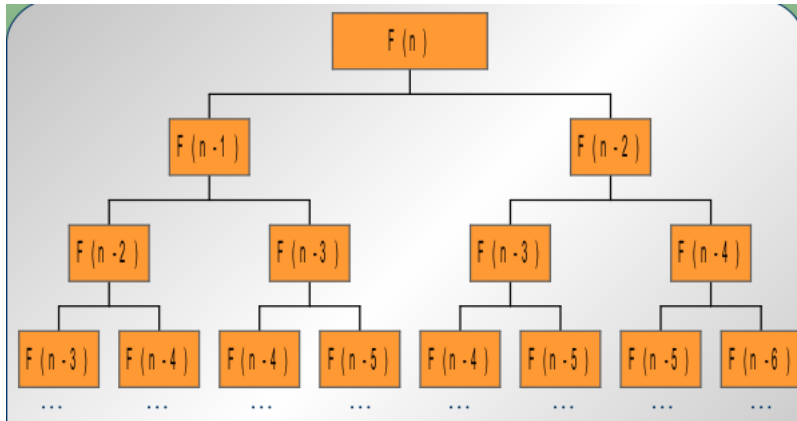 F(n)
F(n-1) F(n-2)
F(n-2) F(n-3) F(n-3) F(n-4)
F(n-3) F(n-4) F(n-4) F(n-5) F(n-4) F(n-5) F(n-5) F(n-6)
... ... ... ... ... ... ... ...